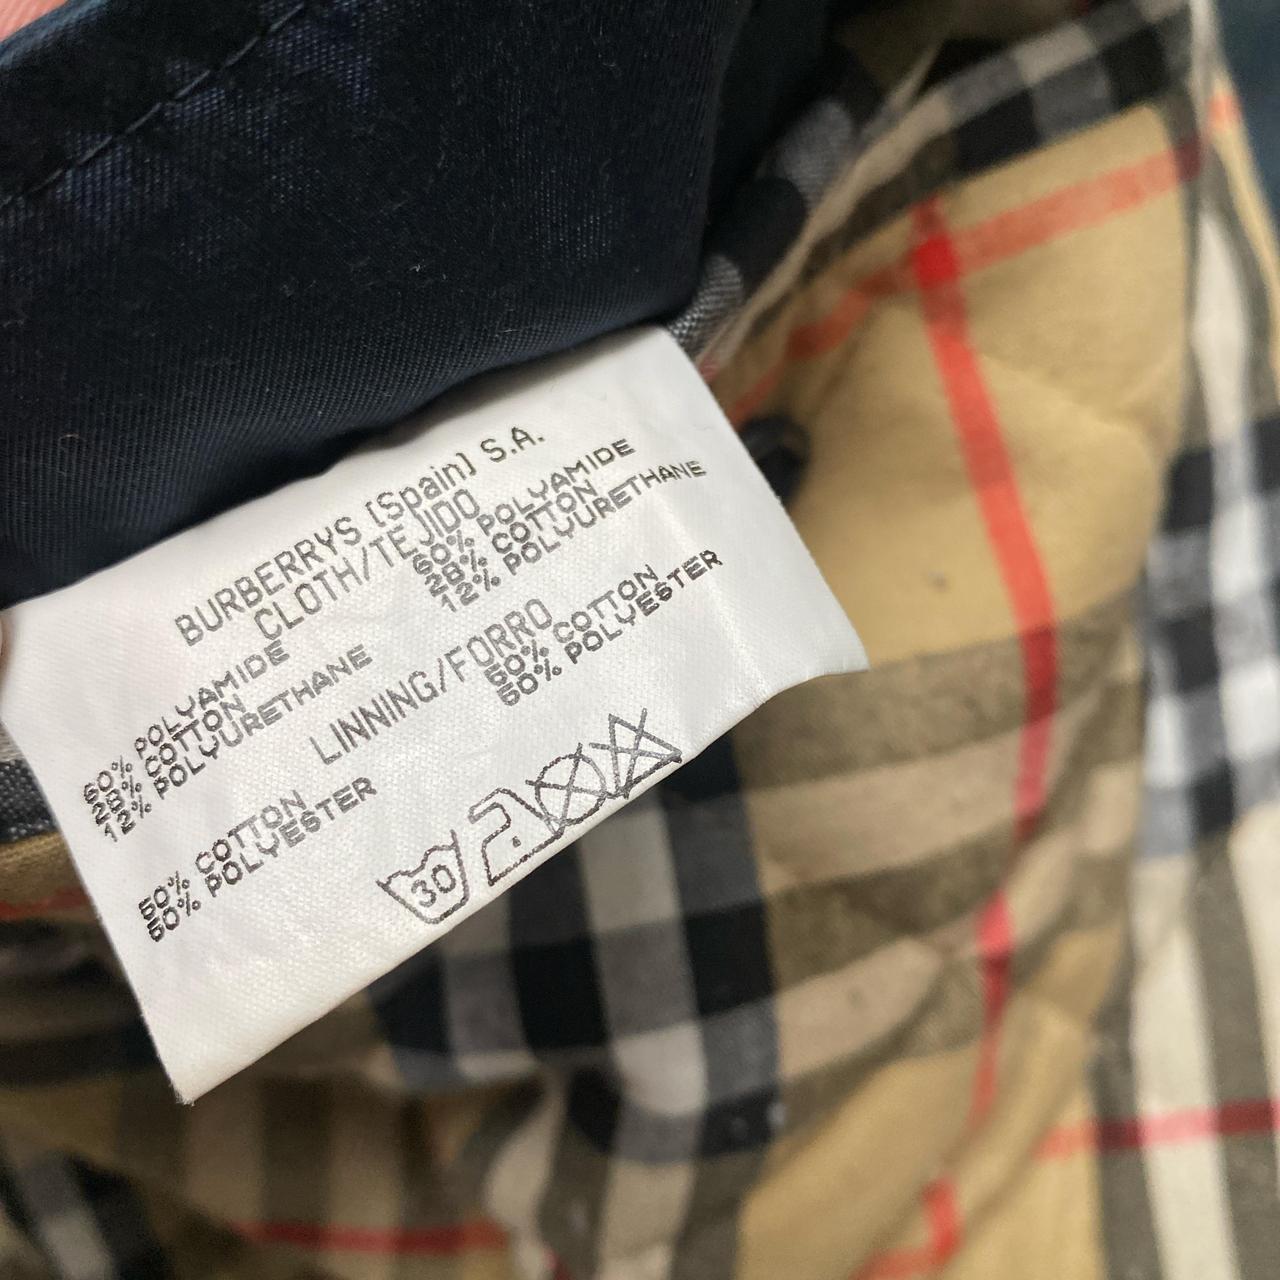 BURBERRYS [Spain] S.A.
CLOTH/TEJIDO
60% POLYAMIDE
28% COTTON
12% POLYURETHANE
60% POLYAMIDE
28% COTTON
12% POLYURETHANE
LINNING/FORRO
50% COTTON
50% POLYESTER
50% COTTON
50% POLYESTER
30